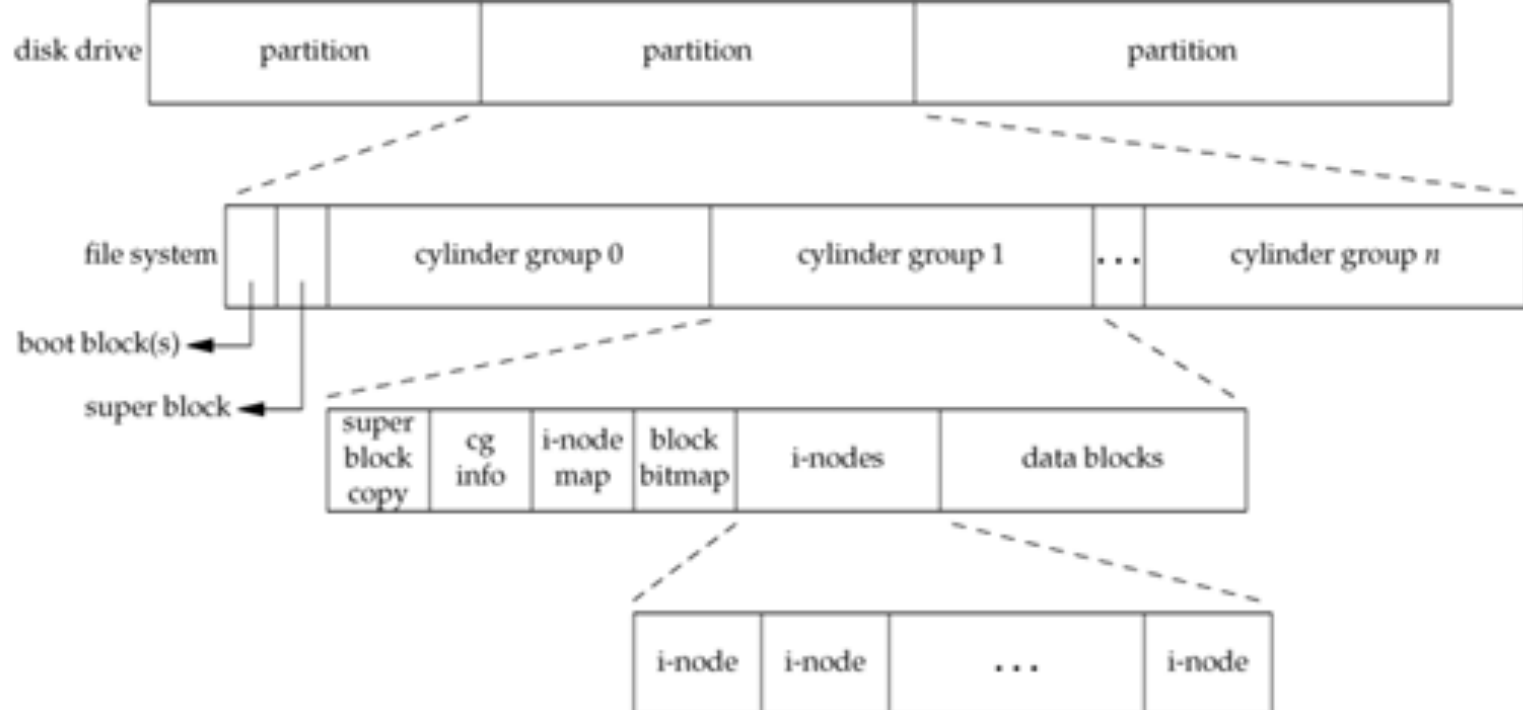 disk drive partition partition partition
file system cylinder group 0 cylinder group 1 ... cylinder group n
boot block(s)
super block
super
block
copy
cg
info
i-node
map
block
bitmap
i-nodes
data blocks
i-node i-node ... i-node